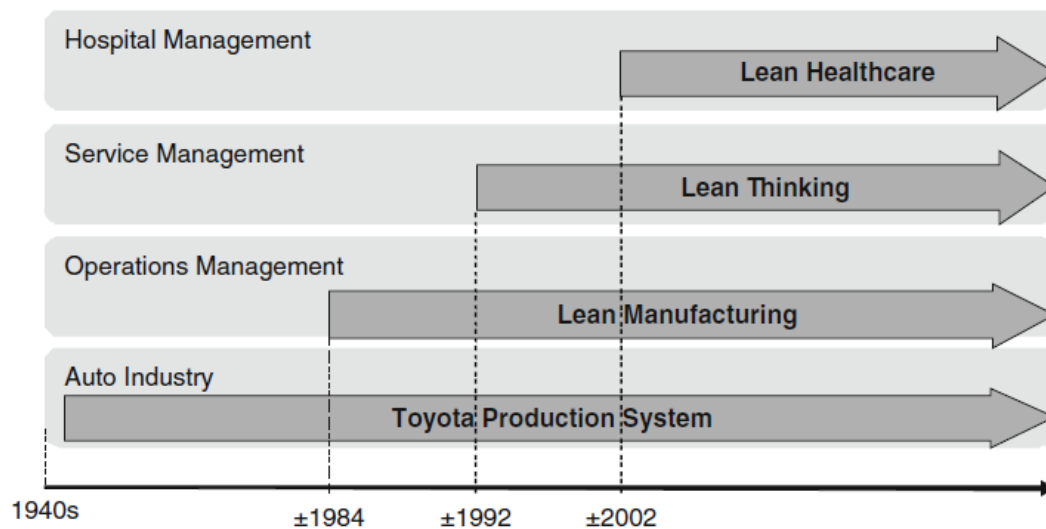 Hospital Management
Lean Healthcare
Service Management
Lean Thinking
Operations Management
Lean Manufacturing
Auto Industry
Toyota Production System
1940s
±1984
±1992
±2002